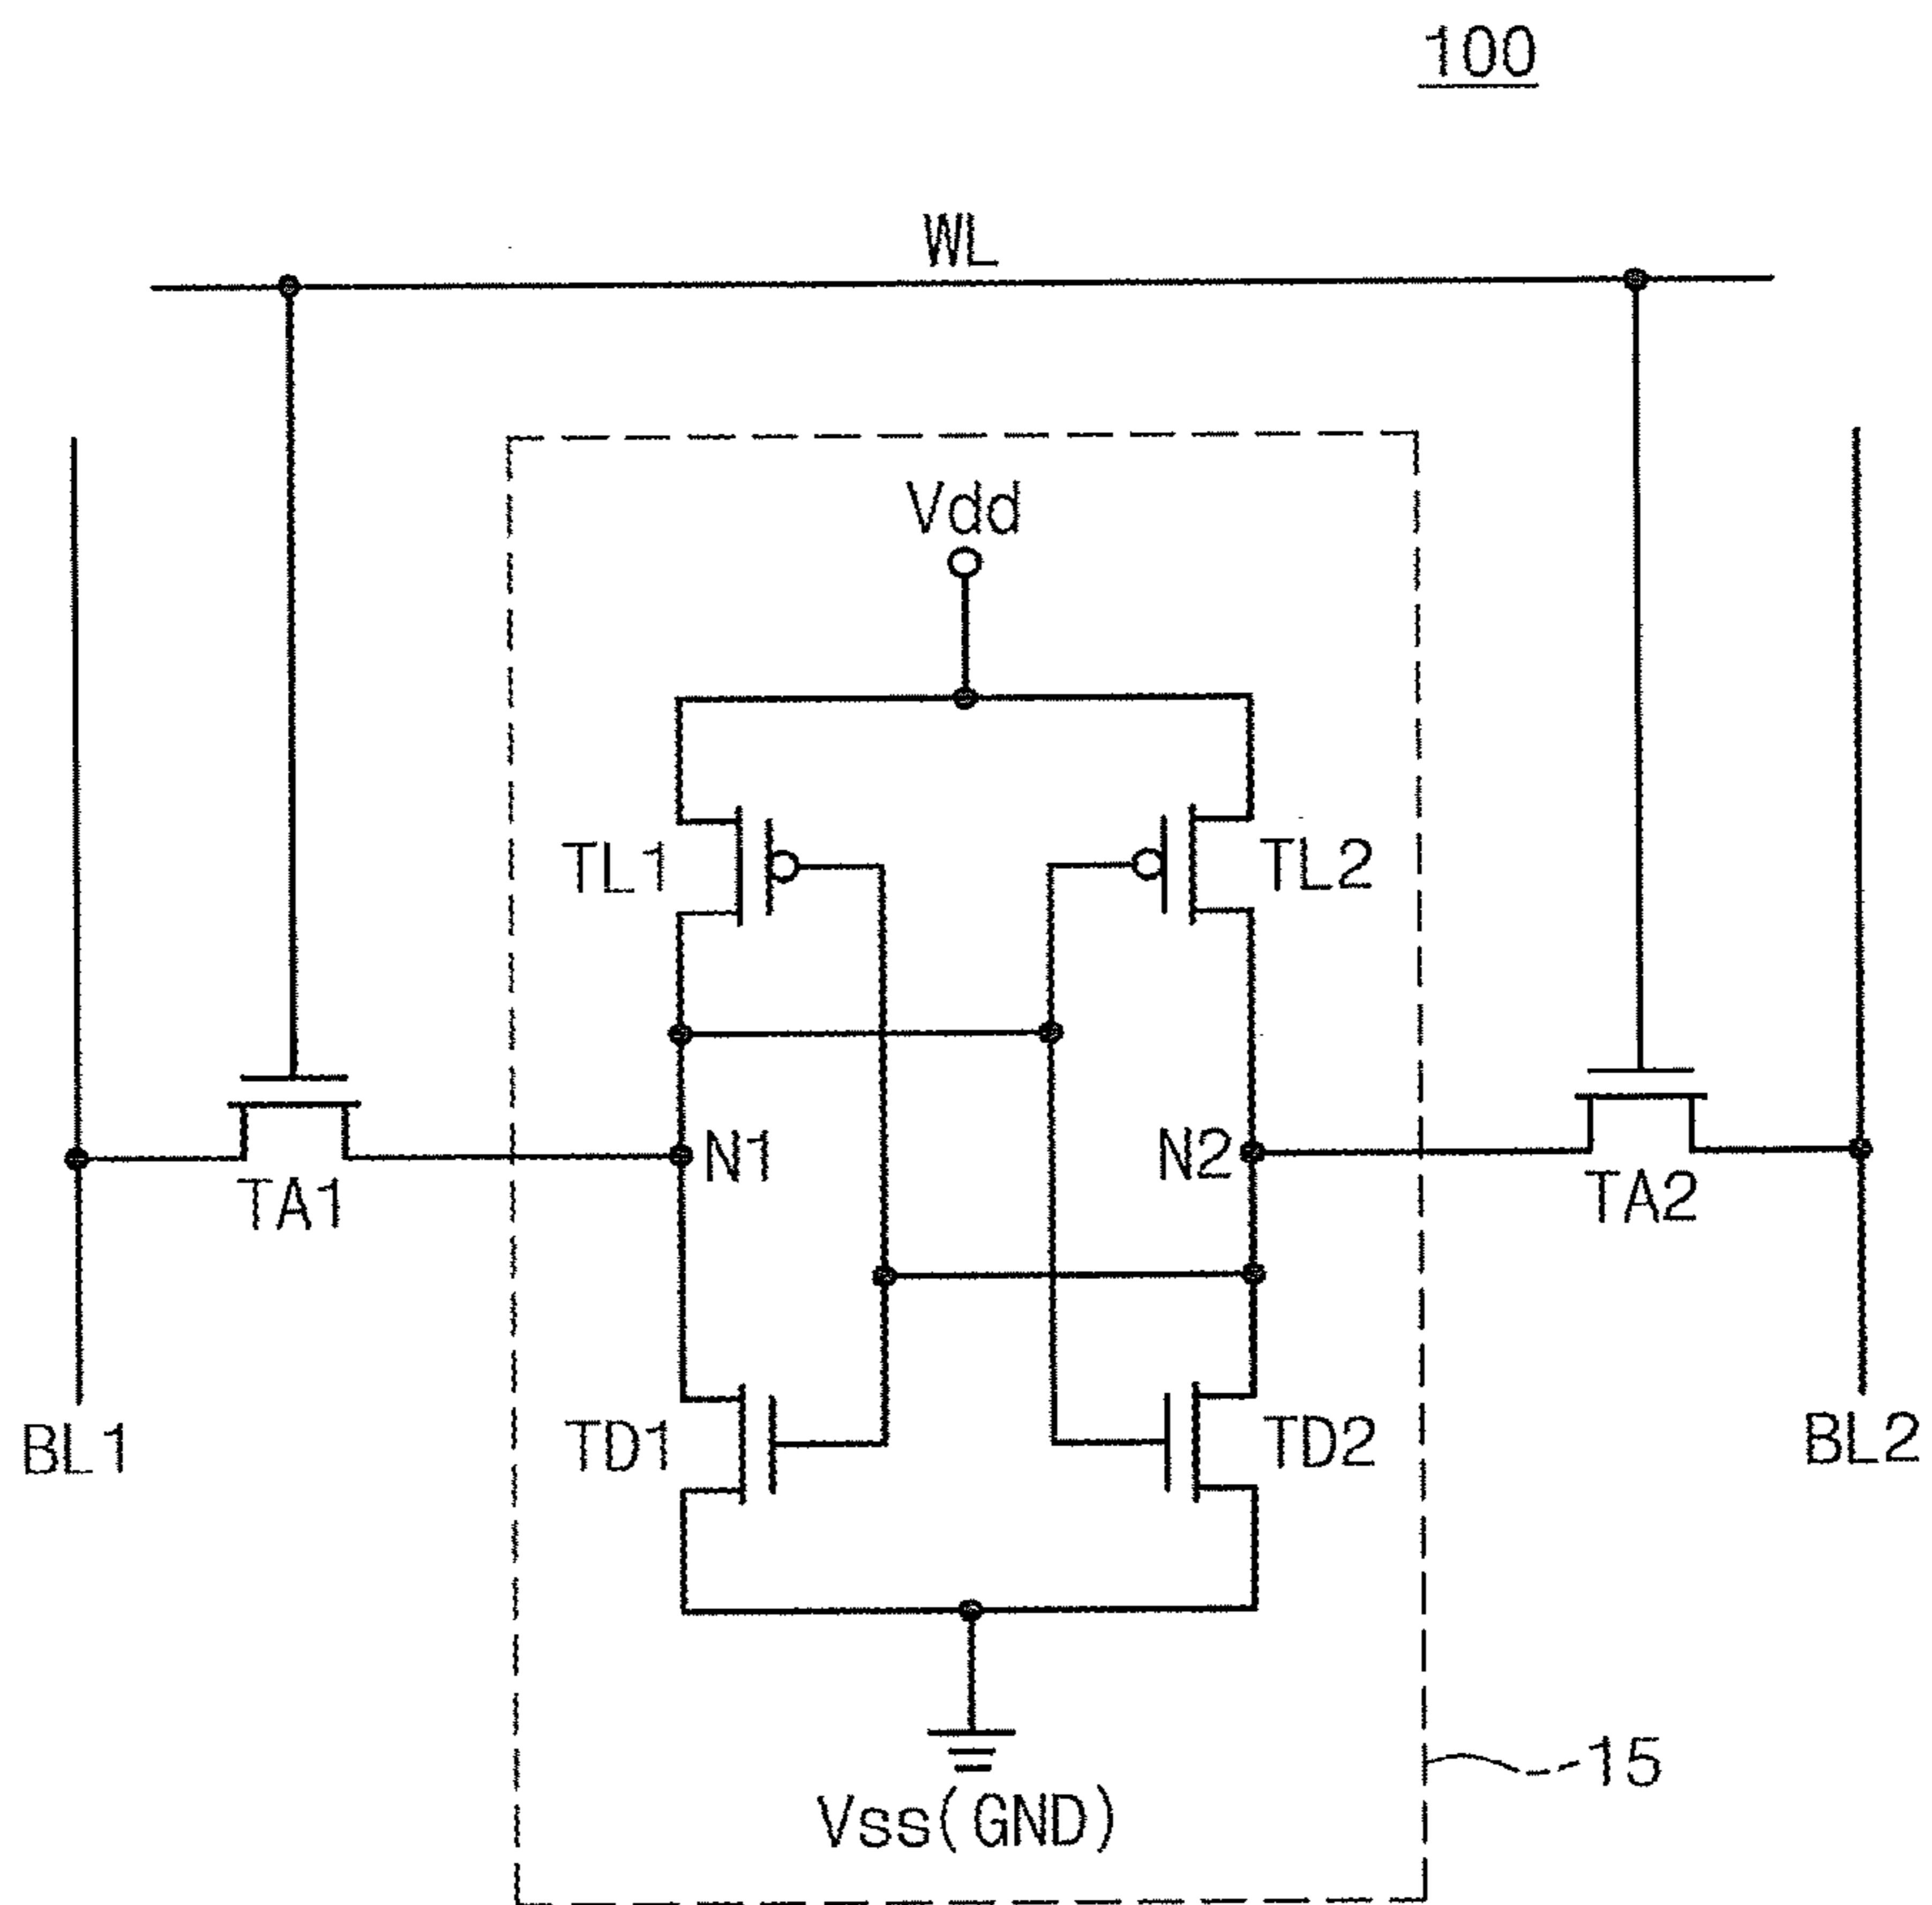 100
WL
Vdd
TL1
TL2
N1
N2
TA1
TA2
TD1
TD2
BL1
BL2
15
Vss(GND)